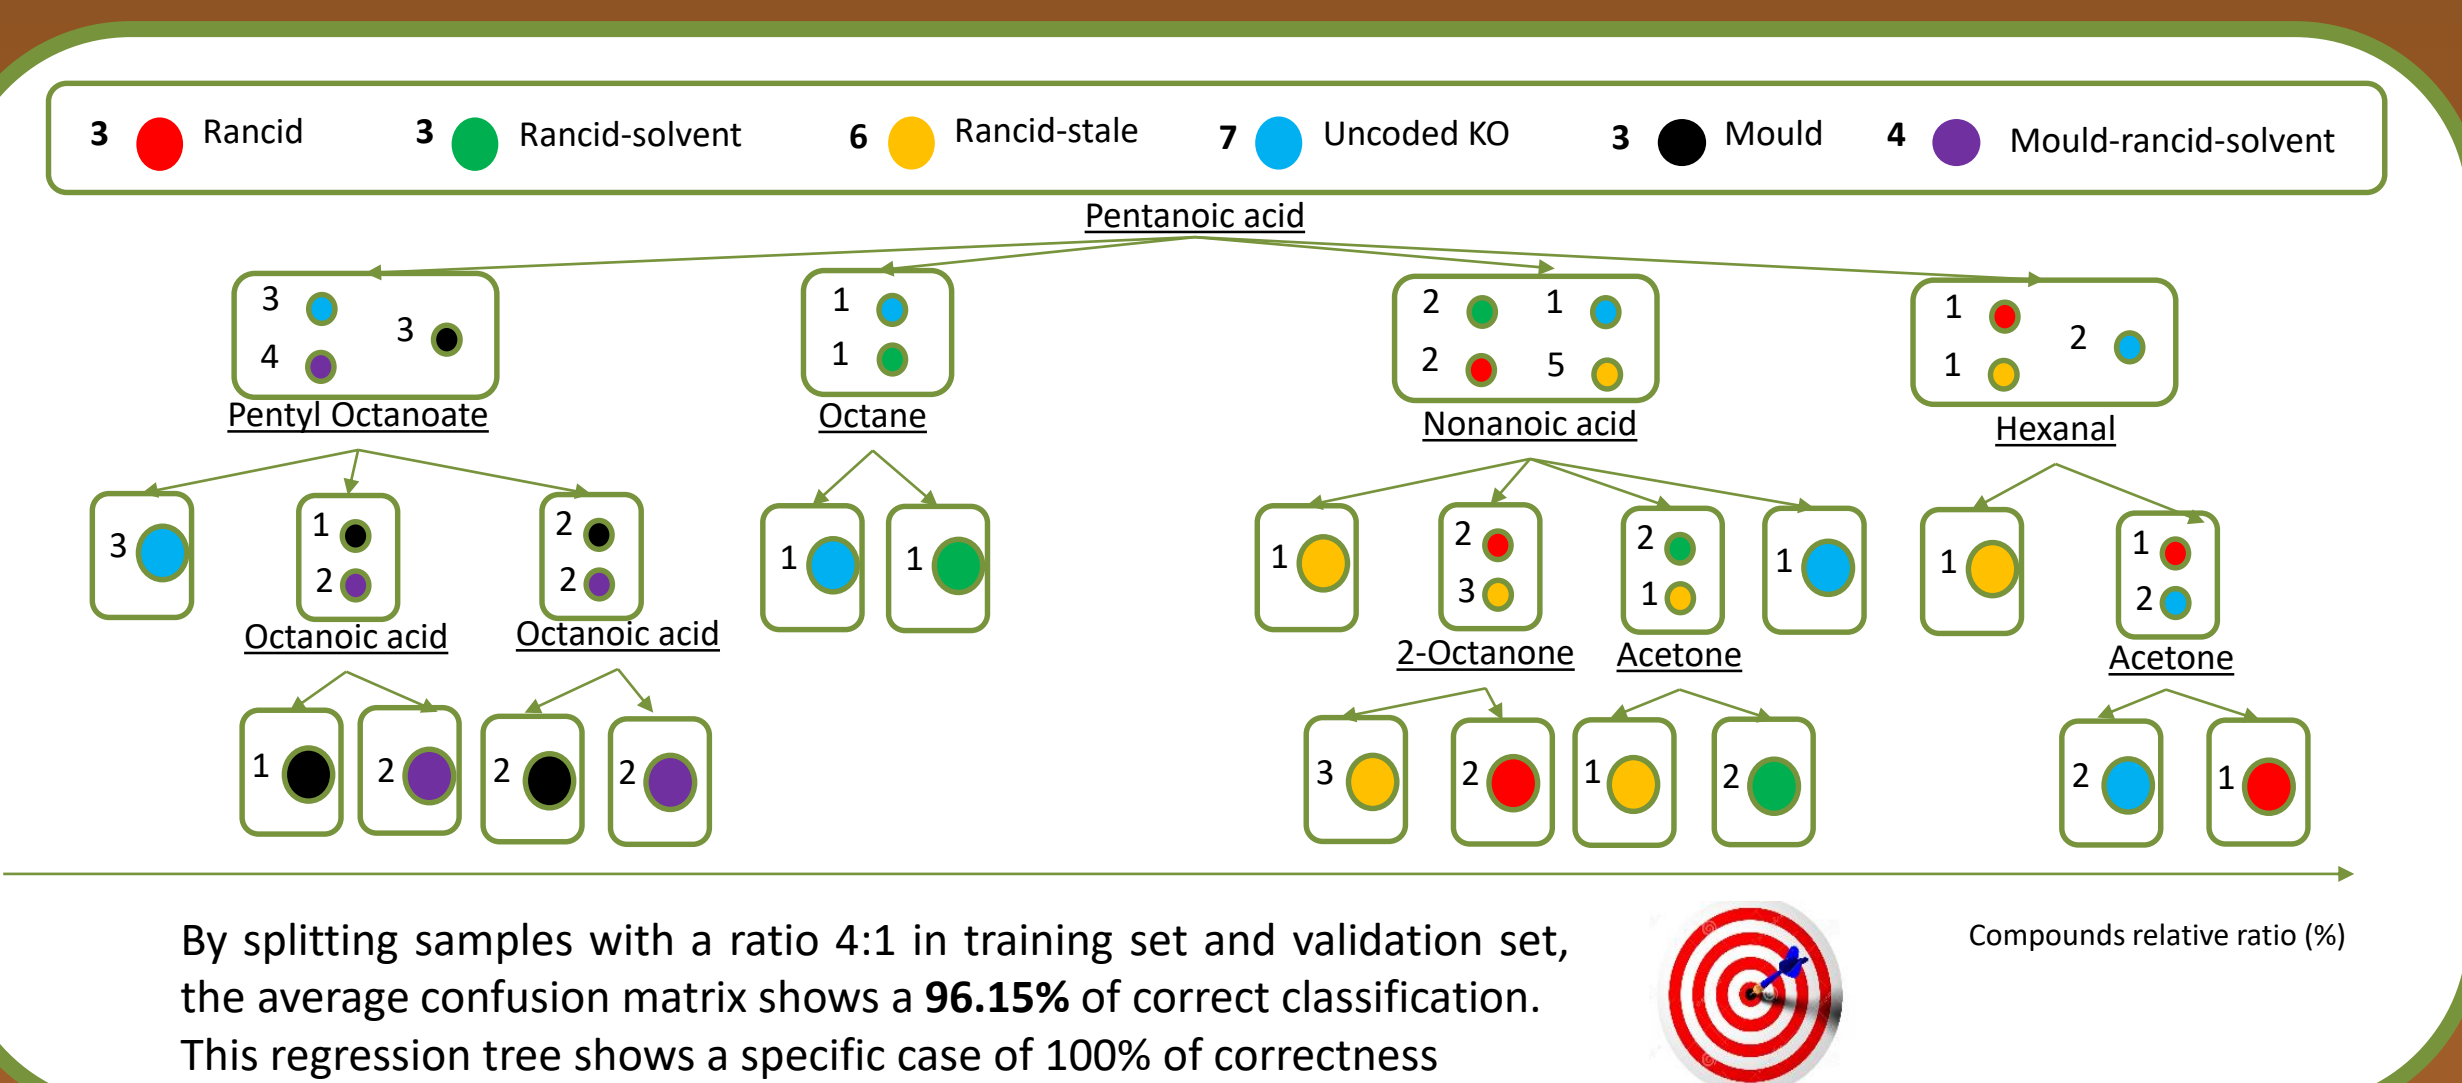 3 Rancid 3 Rancid-solvent 6 Rancid-stale 7 Uncoded KO 3 Mould 4 Mould-rancid-solvent
Pentanoic acid
3 3 4
Pentyl Octanoate
1 1
Octane
2 1 2 5
Nonanoic acid
1 2 1
Hexanal
3
1 2
Octanoic acid
2 2
Octanoic acid
1
1
1
2 3
2-Octanone
2 1
Acetone
1
1
1 2
Acetone
1
2
2
2
3
2
1
2
2
1
Compounds relative ratio (%)
By splitting samples with a ratio 4:1 in training set and validation set,
the average confusion matrix shows a 96.15% of correct classification.
This regression tree shows a specific case of 100% of correctness